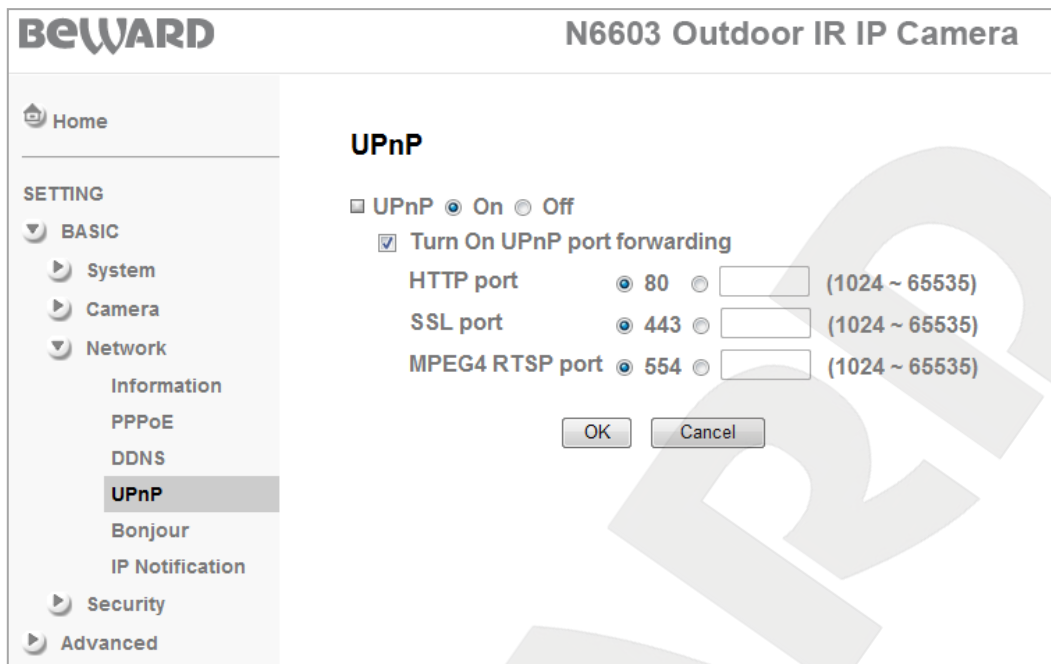 BEWARD
N6603 Outdoor IR IP Camera
Home
SETTING
BASIC
System
Camera
Network
Information
PPPoE
DDNS
UPnP
Bonjour
IP Notification
Security
Advanced
UPnP
UPnP On Off
Turn On UPnP port forwarding
HTTP port 80 (1024 ~ 65535)
SSL port 443 (1024 ~ 65535)
MPEG4 RTSP port 554 (1024 ~ 65535)
OK Cancel